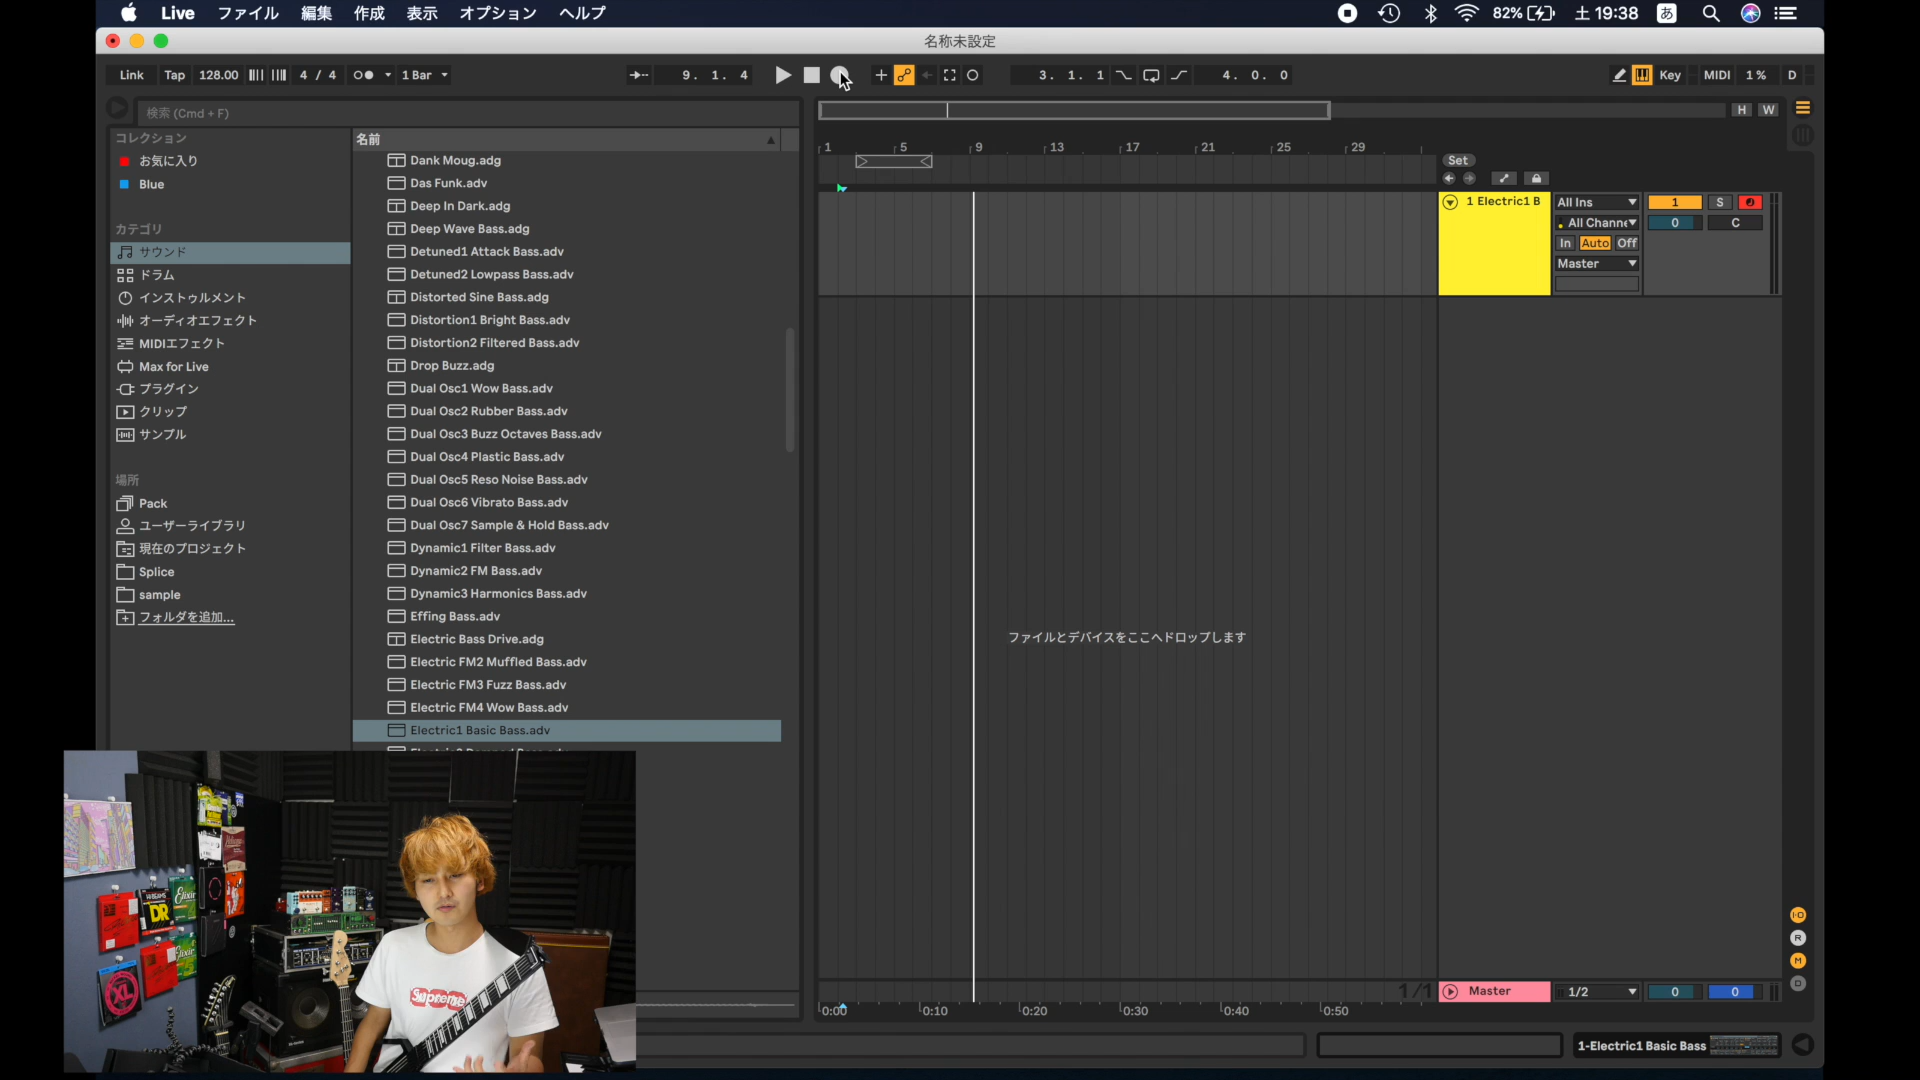 Live ファイル 編集 作成 表示 オプション ヘルプ 82% 土 19:38 あ
名称未設定
Link Tap 128.00 4 / 4 1 Bar 9. 1. 4 3. 1. 1 4. 0. 0 Key MIDI 1 % D
検索 (Cmd + F)
H W
コレクション
お気に入り
Blue
カテゴリ
サウンド
ドラム
インストゥルメント
オーディオエフェクト
MIDIエフェクト
Max for Live
プラグイン
クリップ
サンプル
場所
Pack
ユーザーライブラリ
現在のプロジェクト
Splice
sample
フォルダを追加...
名前
Dank Moug.adg
Das Funk.adv
Deep In Dark.adg
Deep Wave Bass.adg
Detuned1 Attack Bass.adv
Detuned2 Lowpass Bass.adv
Distorted Sine Bass.adg
Distortion1 Bright Bass.adv
Distortion2 Filtered Bass.adv
Drop Buzz.adg
Dual Osc1 Wow Bass.adv
Dual Osc2 Rubber Bass.adv
Dual Osc3 Buzz Octaves Bass.adv
Dual Osc4 Plastic Bass.adv
Dual Osc5 Reso Noise Bass.adv
Dual Osc6 Vibrato Bass.adv
Dual Osc7 Sample & Hold Bass.adv
Dynamic1 Filter Bass.adv
Dynamic2 FM Bass.adv
Dynamic3 Harmonics Bass.adv
Effing Bass.adv
Electric Bass Drive.adg
Electric FM2 Muffled Bass.adv
Electric FM3 Fuzz Bass.adv
Electric FM4 Wow Bass.adv
Electric1 Basic Bass.adv
1 5 9 13 17 21 25 29
Set
1 Electric1 B All Ins 1 S
All Channe 0 C
In Auto Off
Master
ファイルとデバイスをここへドロップします
1/1 Master 1/2 0 0
0:00 0:10 0:20 0:30 0:40 0:50
I-O
R
M
D
1-Electric1 Basic Bass
Supreme
DR
Elixir
XL